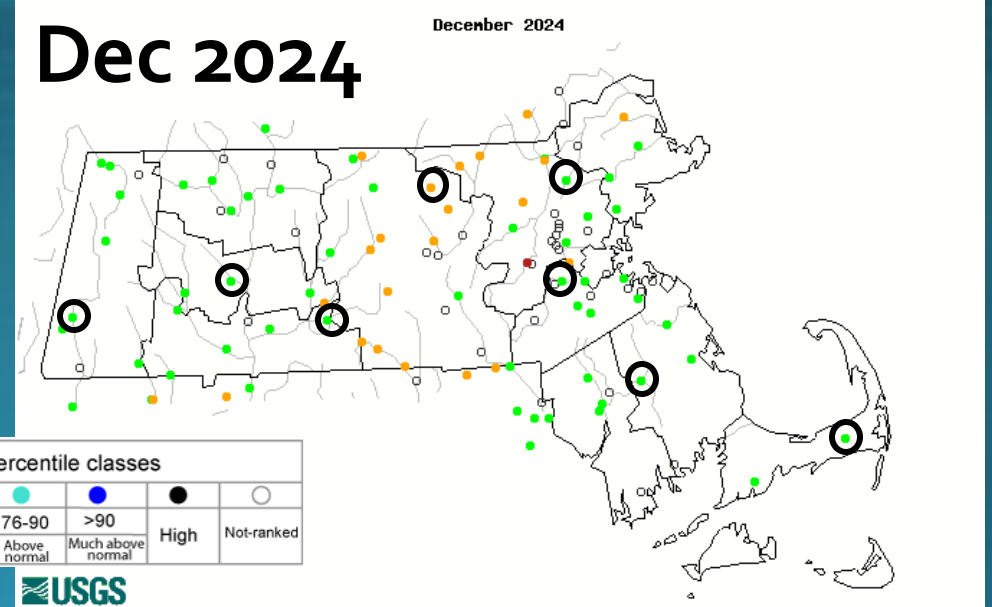 December 2024
Dec 2024
ercentile classes
76-90
>90
High
Not-ranked
Above
normal
Much above
normal
USGS